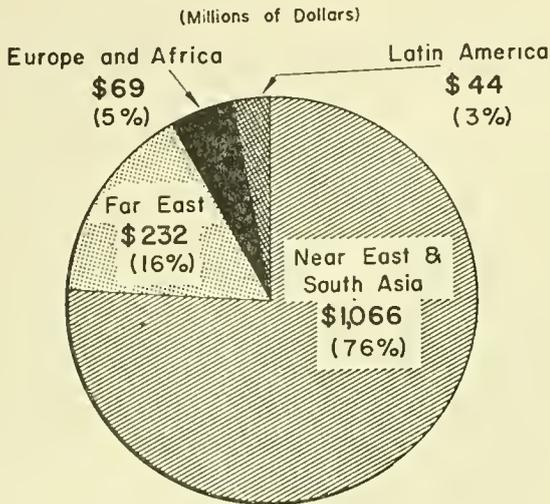 (Millions of Dollars)
Europe and Africa
$69
(5%)
Latin America
$44
(3%)
Far East
$232
(16%)
Near East &
South Asia
$1,066
(76%)